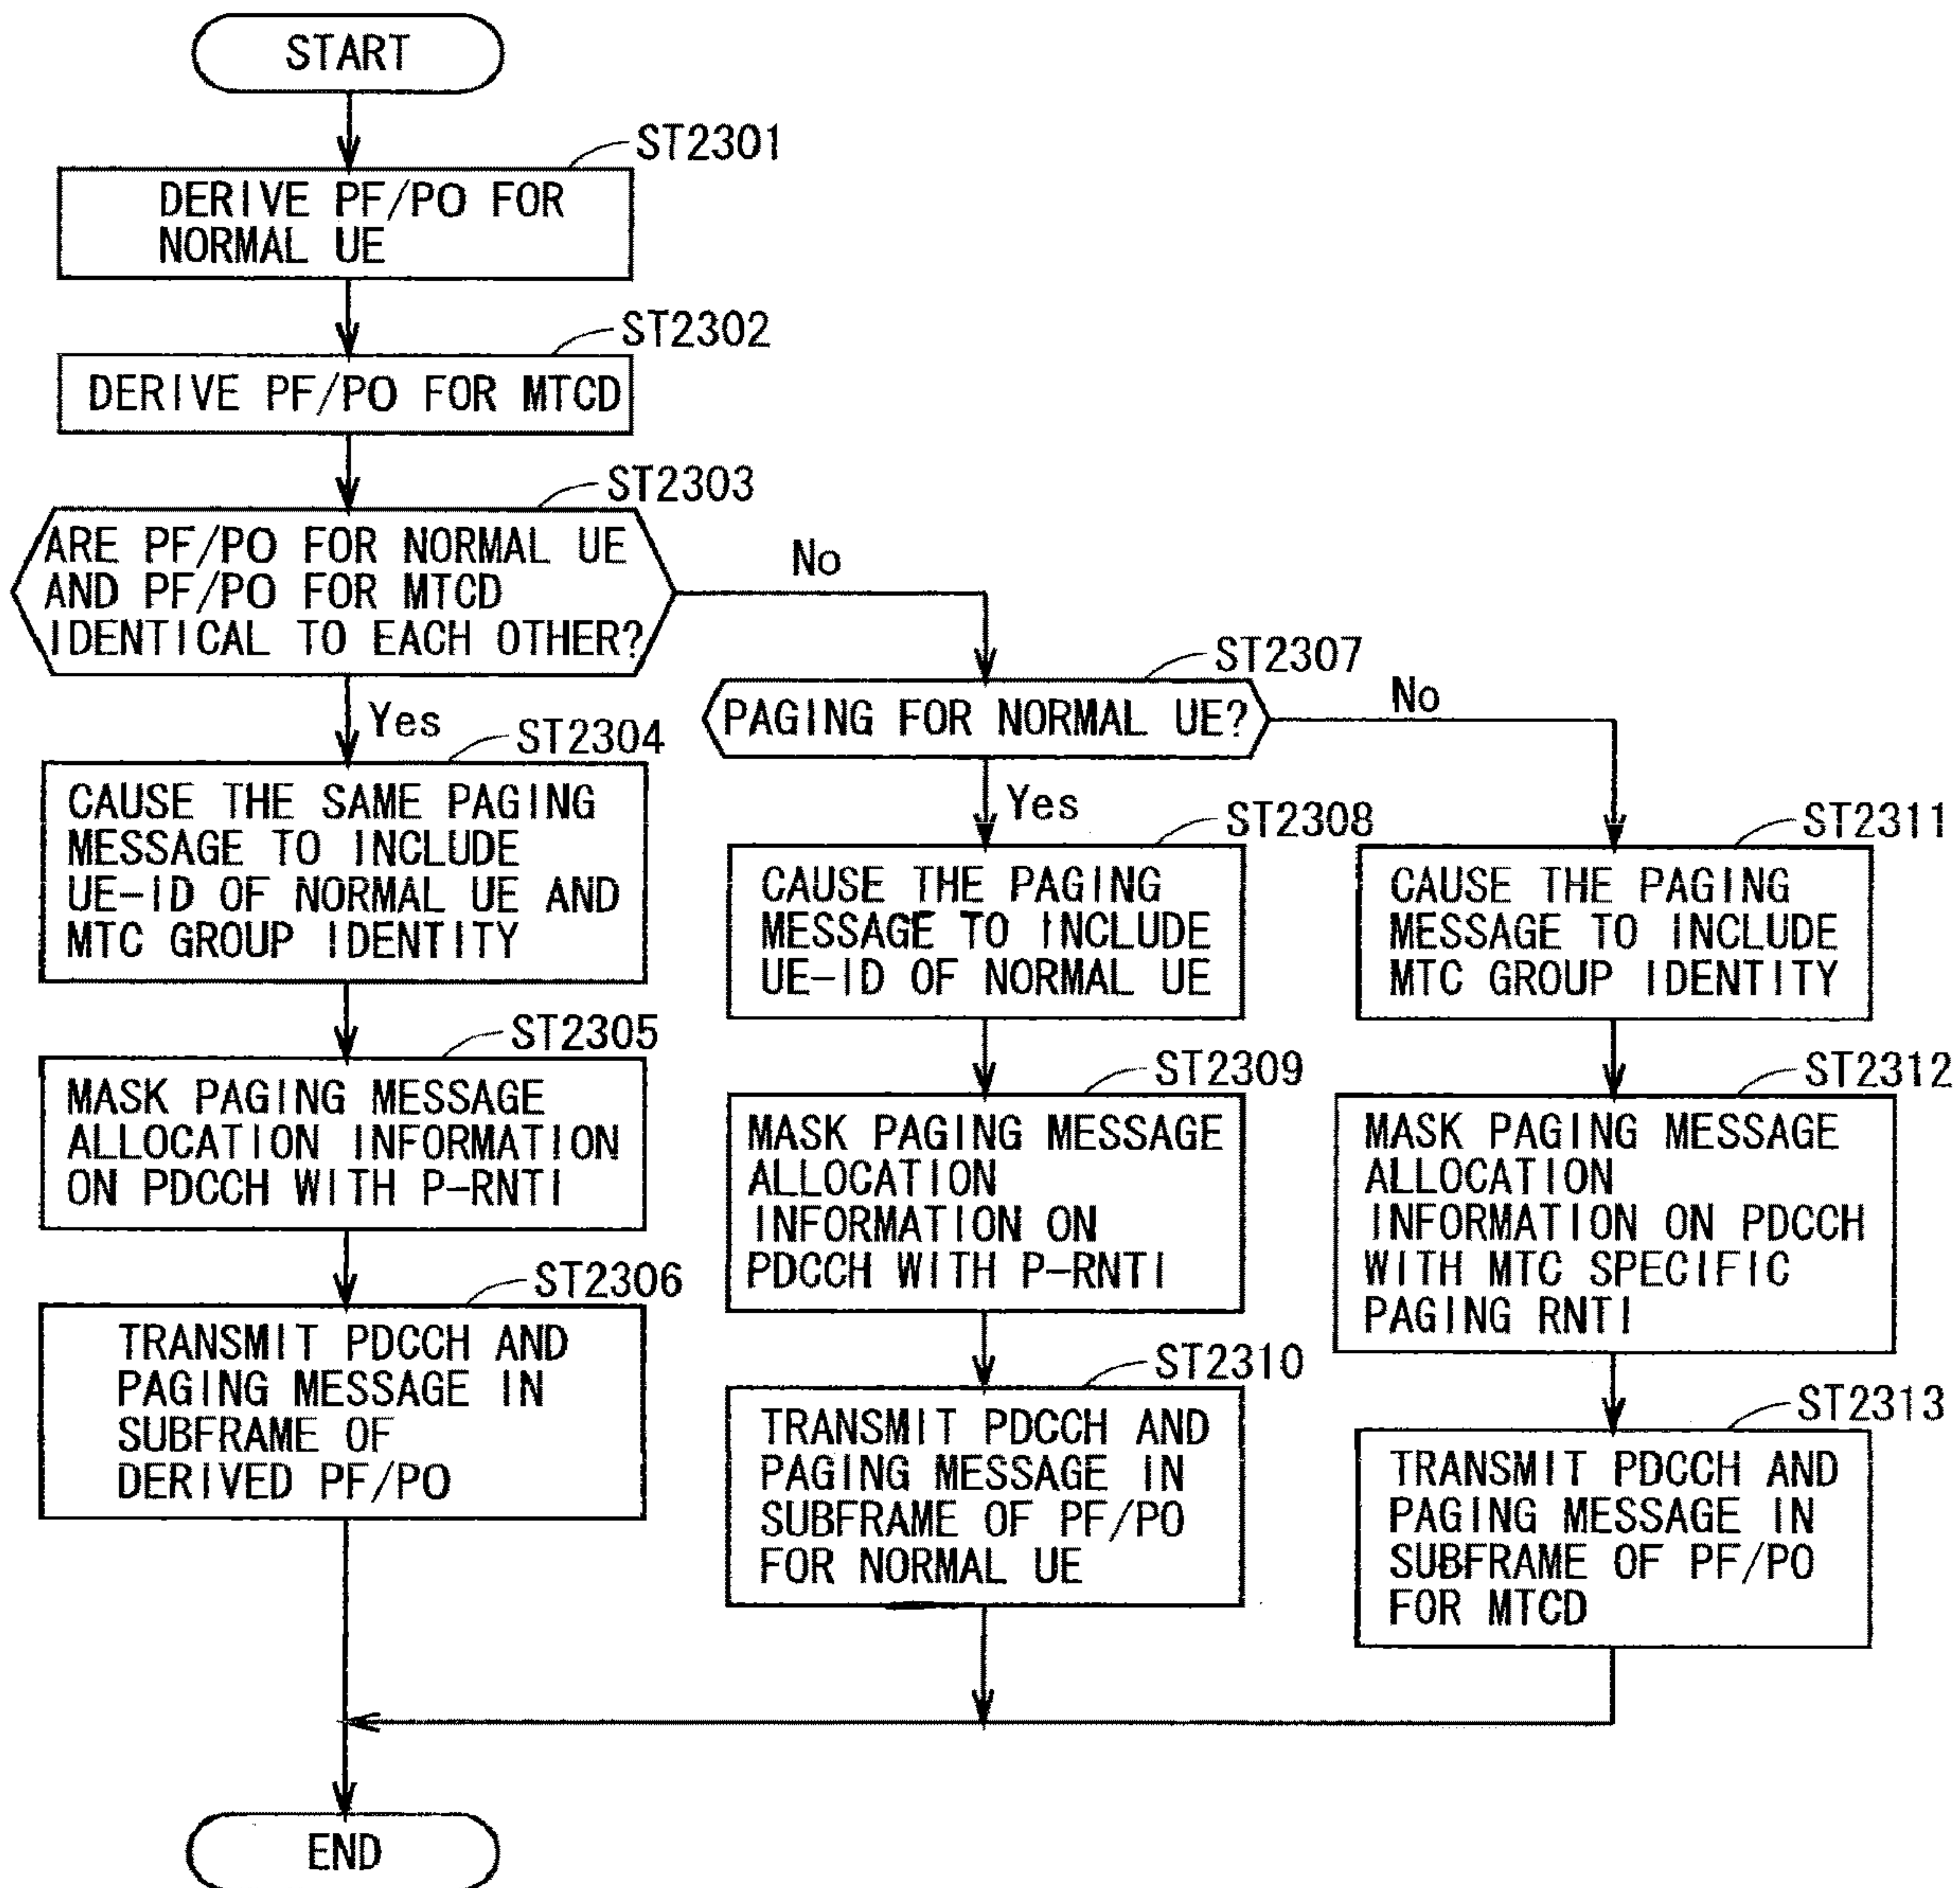 START
ST2301
DERIVE PF/PO FOR
NORMAL UE
ST2302
DERIVE PF/PO FOR MTCD
ST2303
ARE PF/PO FOR NORMAL UE
AND PF/PO FOR MTCD
IDENTICAL TO EACH OTHER?
No
Yes
ST2304
CAUSE THE SAME PAGING
MESSAGE TO INCLUDE
UE-ID OF NORMAL UE AND
MTC GROUP IDENTITY
ST2305
MASK PAGING MESSAGE
ALLOCATION INFORMATION
ON PDCCH WITH P-RNTI
ST2306
TRANSMIT PDCCH AND
PAGING MESSAGE IN
SUBFRAME OF
DERIVED PF/PO
ST2307
PAGING FOR NORMAL UE?
No
Yes
ST2308
CAUSE THE PAGING
MESSAGE TO INCLUDE
UE-ID OF NORMAL UE
ST2309
MASK PAGING MESSAGE
ALLOCATION
INFORMATION ON
PDCCH WITH P-RNTI
ST2310
TRANSMIT PDCCH AND
PAGING MESSAGE IN
SUBFRAME OF PF/PO
FOR NORMAL UE
ST2311
CAUSE THE PAGING
MESSAGE TO INCLUDE
MTC GROUP IDENTITY
ST2312
MASK PAGING MESSAGE
ALLOCATION
INFORMATION ON PDCCH
WITH MTC SPECIFIC
PAGING RNTI
ST2313
TRANSMIT PDCCH AND
PAGING MESSAGE IN
SUBFRAME OF PF/PO
FOR MTCD
END